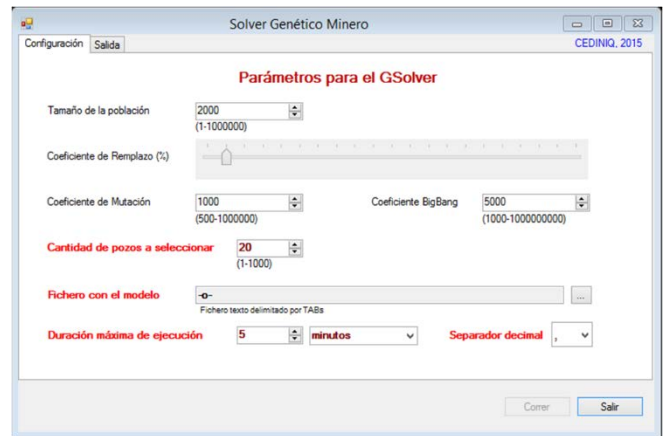 Solver Genético Minero
Configuración Salida CEDINIQ, 2015
Parámetros para el GSolver
Tamaño de la población 2000
(1-1000000)
Coeficiente de Remplazo (%)
Coeficiente de Mutación 1000 Coeficiente BigBang 5000
(500-1000000) (1000-1000000000)
Cantidad de pozos a seleccionar 20
(1-1000)
Fichero con el modelo -o- ...
Fichero texto delimitado por TABs
Duración máxima de ejecución 5 minutos Separador decimal ,
Correr Salir